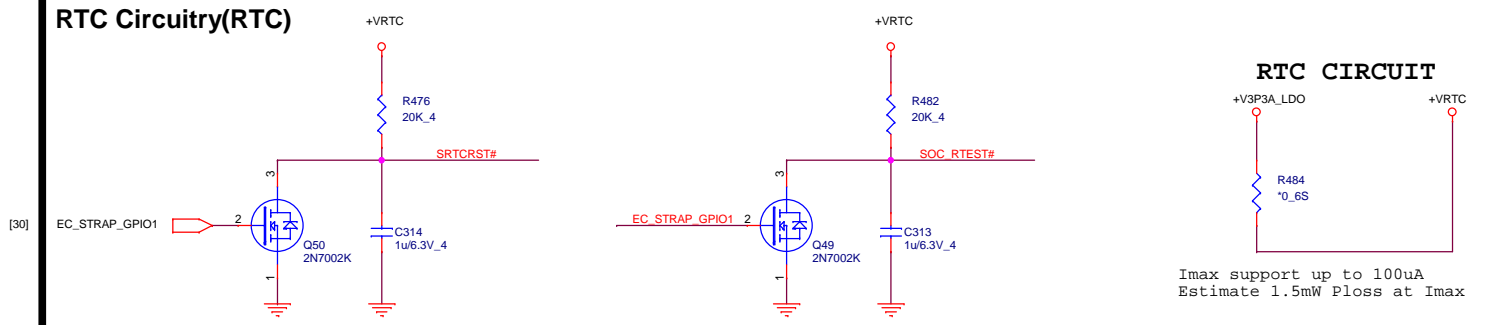 RTC Circuitry(RTC)
+VRTC
R476
20K_4
SRTCRST#
3
[30]
EC_STRAP_GPIO1
2
Q50
2N7002K
1
C314
1u/6.3V_4
+VRTC
R482
20K_4
SOC_RTEST#
3
EC_STRAP_GPIO1
2
Q49
2N7002K
1
C313
1u/6.3V_4
RTC CIRCUIT
+V3P3A_LDO
+VRTC
R484
*0_6S
Imax support up to 100uA
Estimate 1.5mW Ploss at Imax